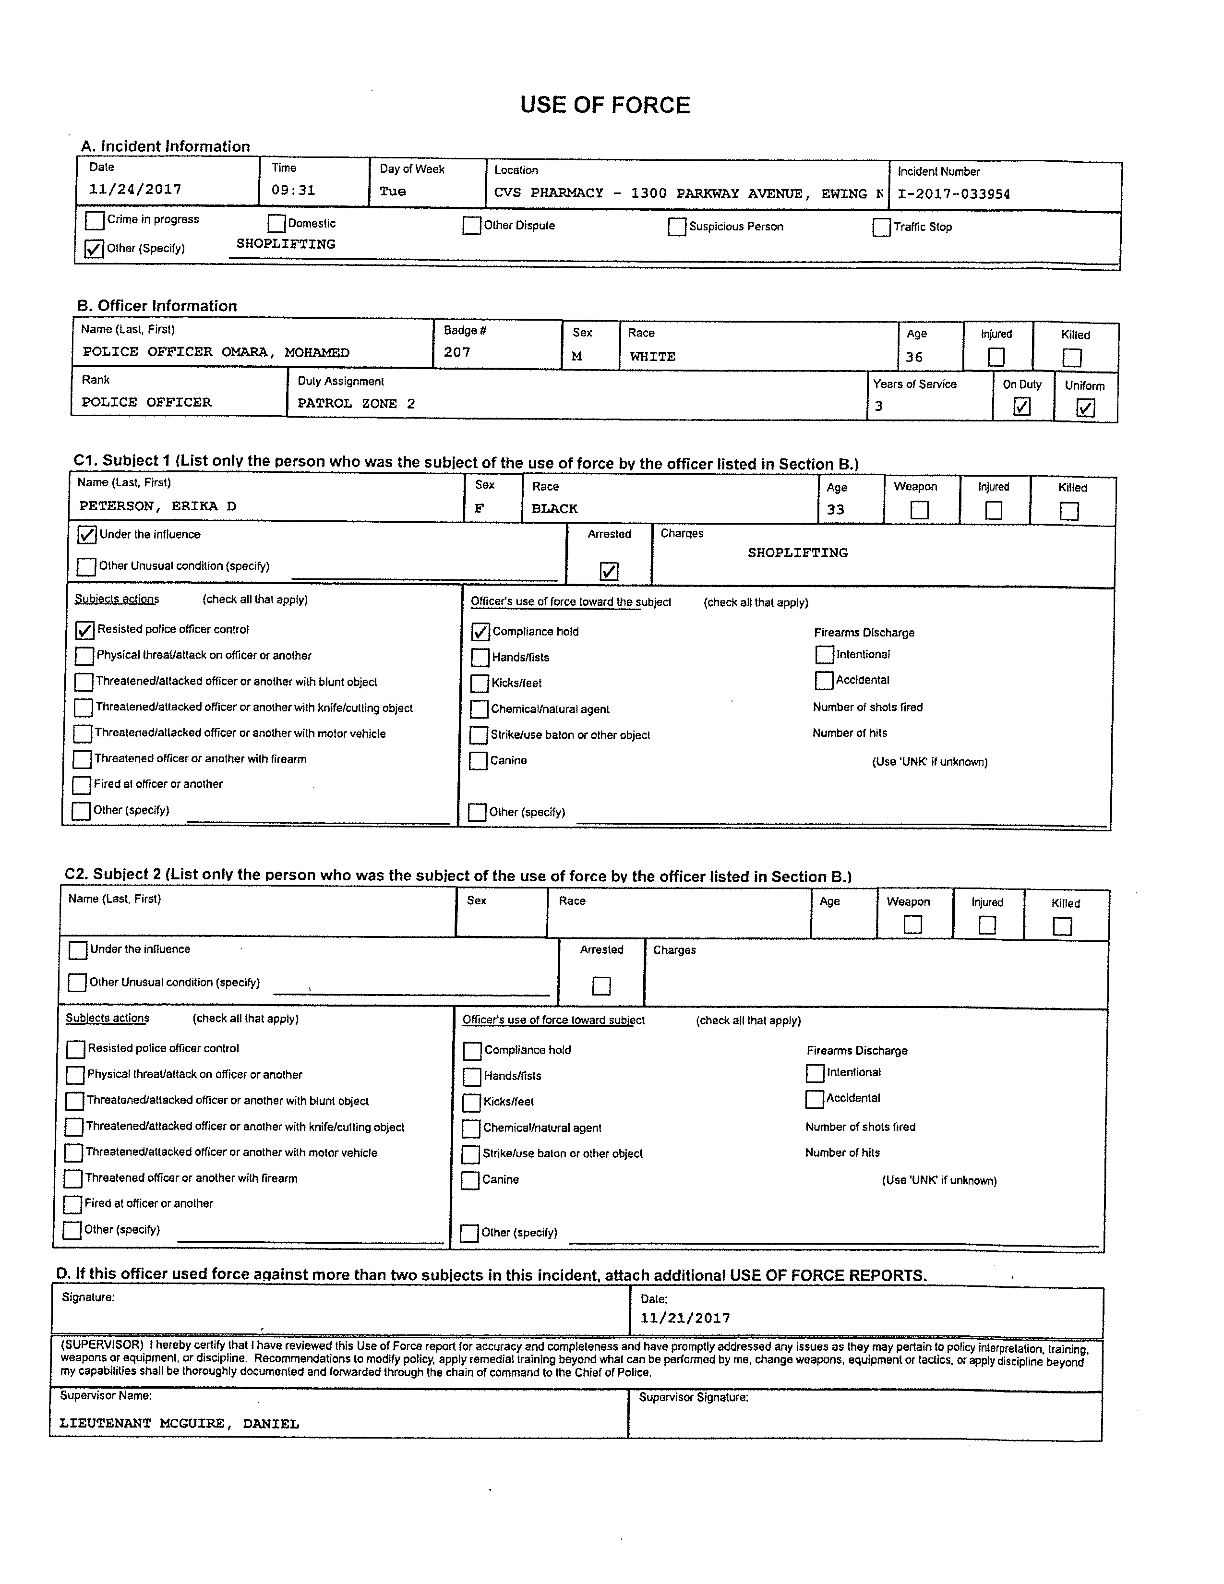 USE OF FORCE
A. Incident Information
Date Time Day of Week Location Incident Number
11/24/2017 09:31 Tue CVS PHARMACY - 1300 PARKWAY AVENUE, EWING N I-2017-033954
Crime in progress Domestic Other Dispute Suspicious Person Traffic Stop
Other (Specify) SHOPLIFTING
B. Officer Information
Name (Last, First) Badge # Sex Race Age Injured Killed
POLICE OFFICER OMARA, MOHAMED 207 M WHITE 36
Rank Duty Assignment Years of Service On Duty Uniform
POLICE OFFICER PATROL ZONE 2 3
C1. Subject 1 (List only the person who was the subject of the use of force by the officer listed in Section B.)
Name (Last, First) Sex Race Age Weapon Injured Killed
PETERSON, ERIKA D F BLACK 33
Under the influence Arrested Charges
SHOPLIFTING
Other Unusual condition (specify)
Subjects actions (check all that apply) Officer's use of force toward the subject (check all that apply)
Resisted police officer control Compliance hold Firearms Discharge
Physical threat/attack on officer or another Hands/fists Intentional
Threatened/attacked officer or another with blunt object Kicks/feet Accidental
Threatened/attacked officer or another with knife/cutting object Chemical/natural agent Number of shots fired
Threatened/attacked officer or another with motor vehicle Strike/use baton or other object Number of hits
Threatened officer or another with firearm Canine (Use 'UNK' if unknown)
Fired at officer or another
Other (specify) Other (specify)
C2. Subject 2 (List only the person who was the subject of the use of force by the officer listed in Section B.)
Name (Last, First) Sex Race Age Weapon Injured Killed
Under the influence Arrested Charges
Other Unusual condition (specify)
Subjects actions (check all that apply) Officer's use of force toward subject (check all that apply)
Resisted police officer control Compliance hold Firearms Discharge
Physical threat/attack on officer or another Hands/fists Intentional
Threatened/attacked officer or another with blunt object Kicks/feet Accidental
Threatened/attacked officer or another with knife/cutting object Chemical/natural agent Number of shots fired
Threatened/attacked officer or another with motor vehicle Strike/use baton or other object Number of hits
Threatened officer or another with firearm Canine (Use 'UNK' if unknown)
Fired at officer or another
Other (specify) Other (specify)
D. If this officer used force against more than two subjects in this incident, attach additional USE OF FORCE REPORTS.
Signature: Date:
11/21/2017
(SUPERVISOR) I hereby certify that I have reviewed this Use of Force report for accuracy and completeness and have promptly addressed any issues as they may pertain to policy interpretation, training,
weapons or equipment, or discipline. Recommendations to modify policy, apply remedial training beyond what can be performed by me, change weapons, equipment or tactics, or apply discipline beyond
my capabilities shall be thoroughly documented and forwarded through the chain of command to the Chief of Police.
Supervisor Name: Supervisor Signature:
LIEUTENANT MCGUIRE, DANIEL